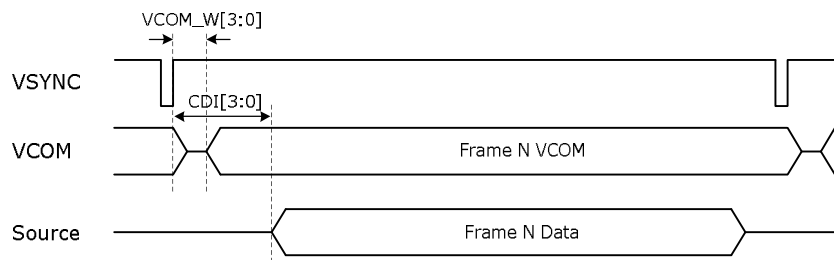 VCOM_W[3:0]
VSYNC
CDI[3:0]
VCOM
Frame N VCOM
Source
Frame N Data